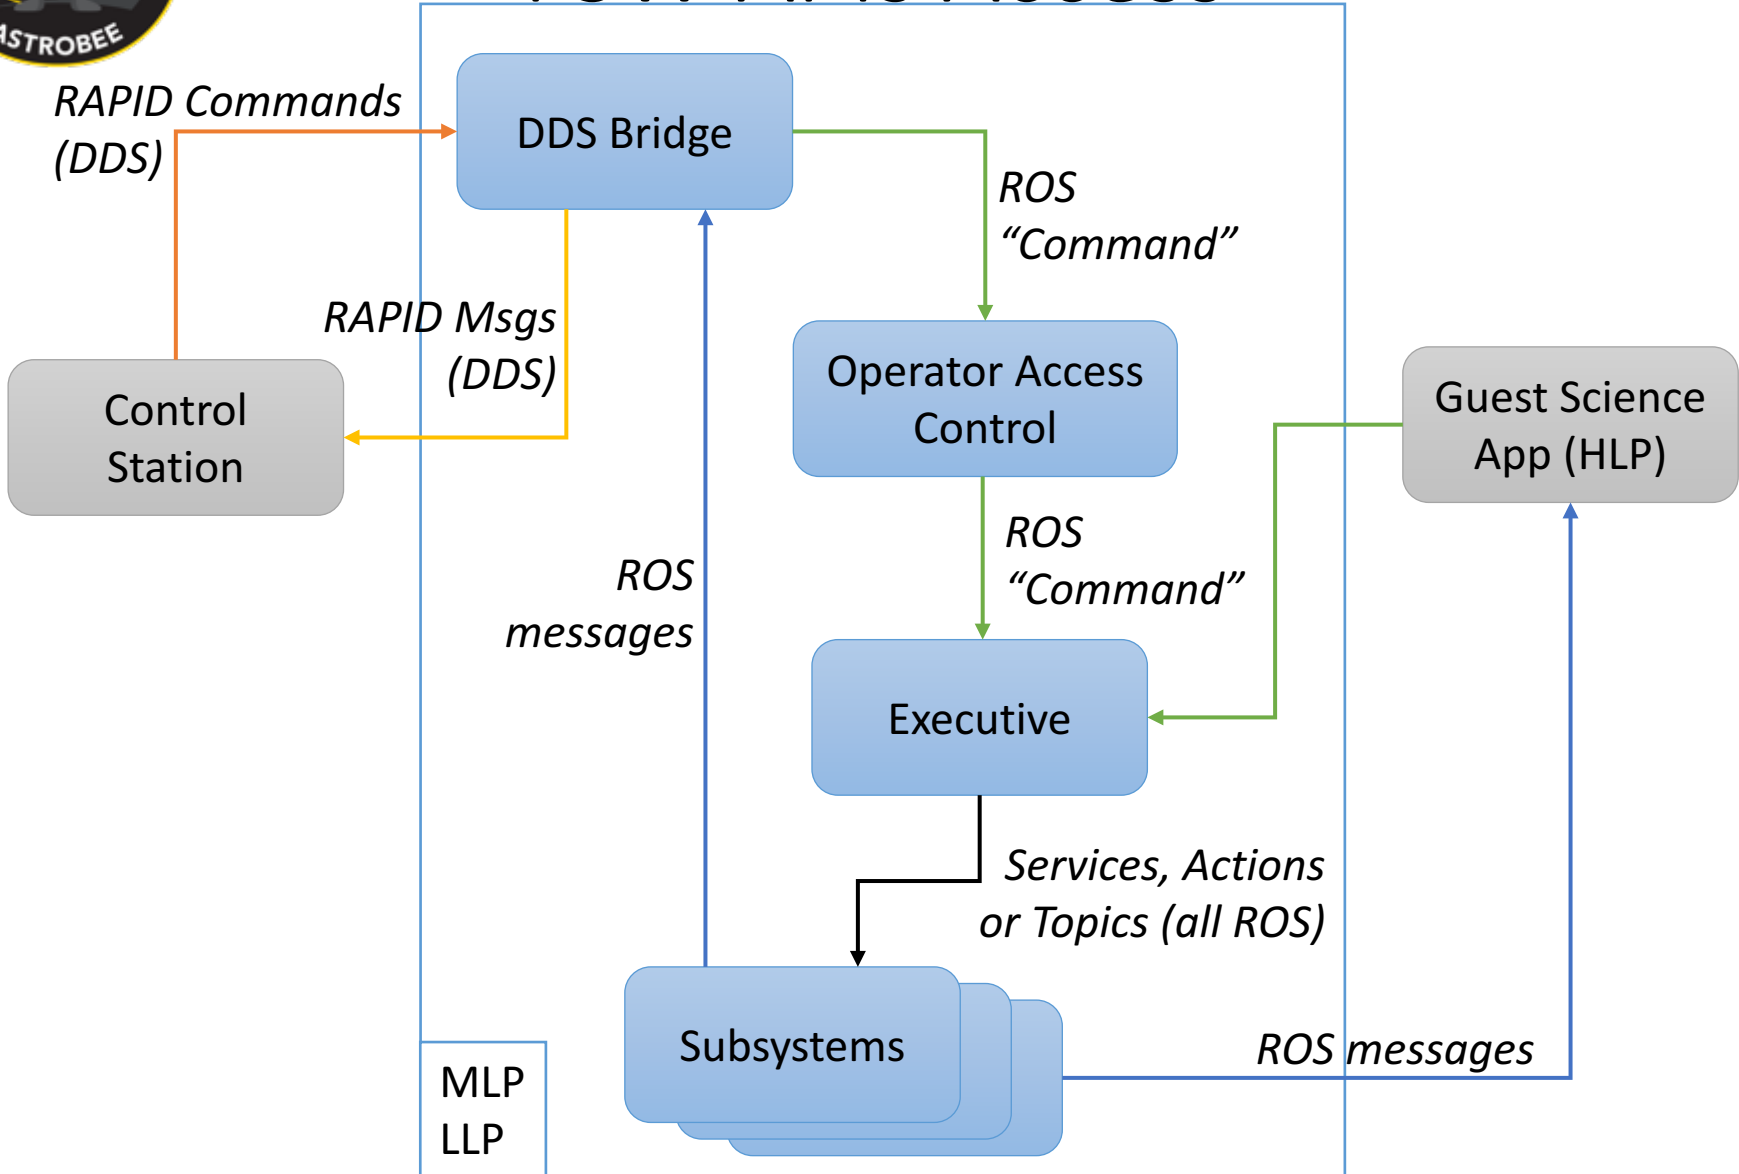 ASTROBEE
RAPID Commands
(DDS)
DDS Bridge
ROS
“Command”
RAPID Msgs
(DDS)
Control
Station
Operator Access
Control
Guest Science
App (HLP)
ROS
“Command”
ROS
messages
Executive
Services, Actions
or Topics (all ROS)
Subsystems
ROS messages
MLP
LLP